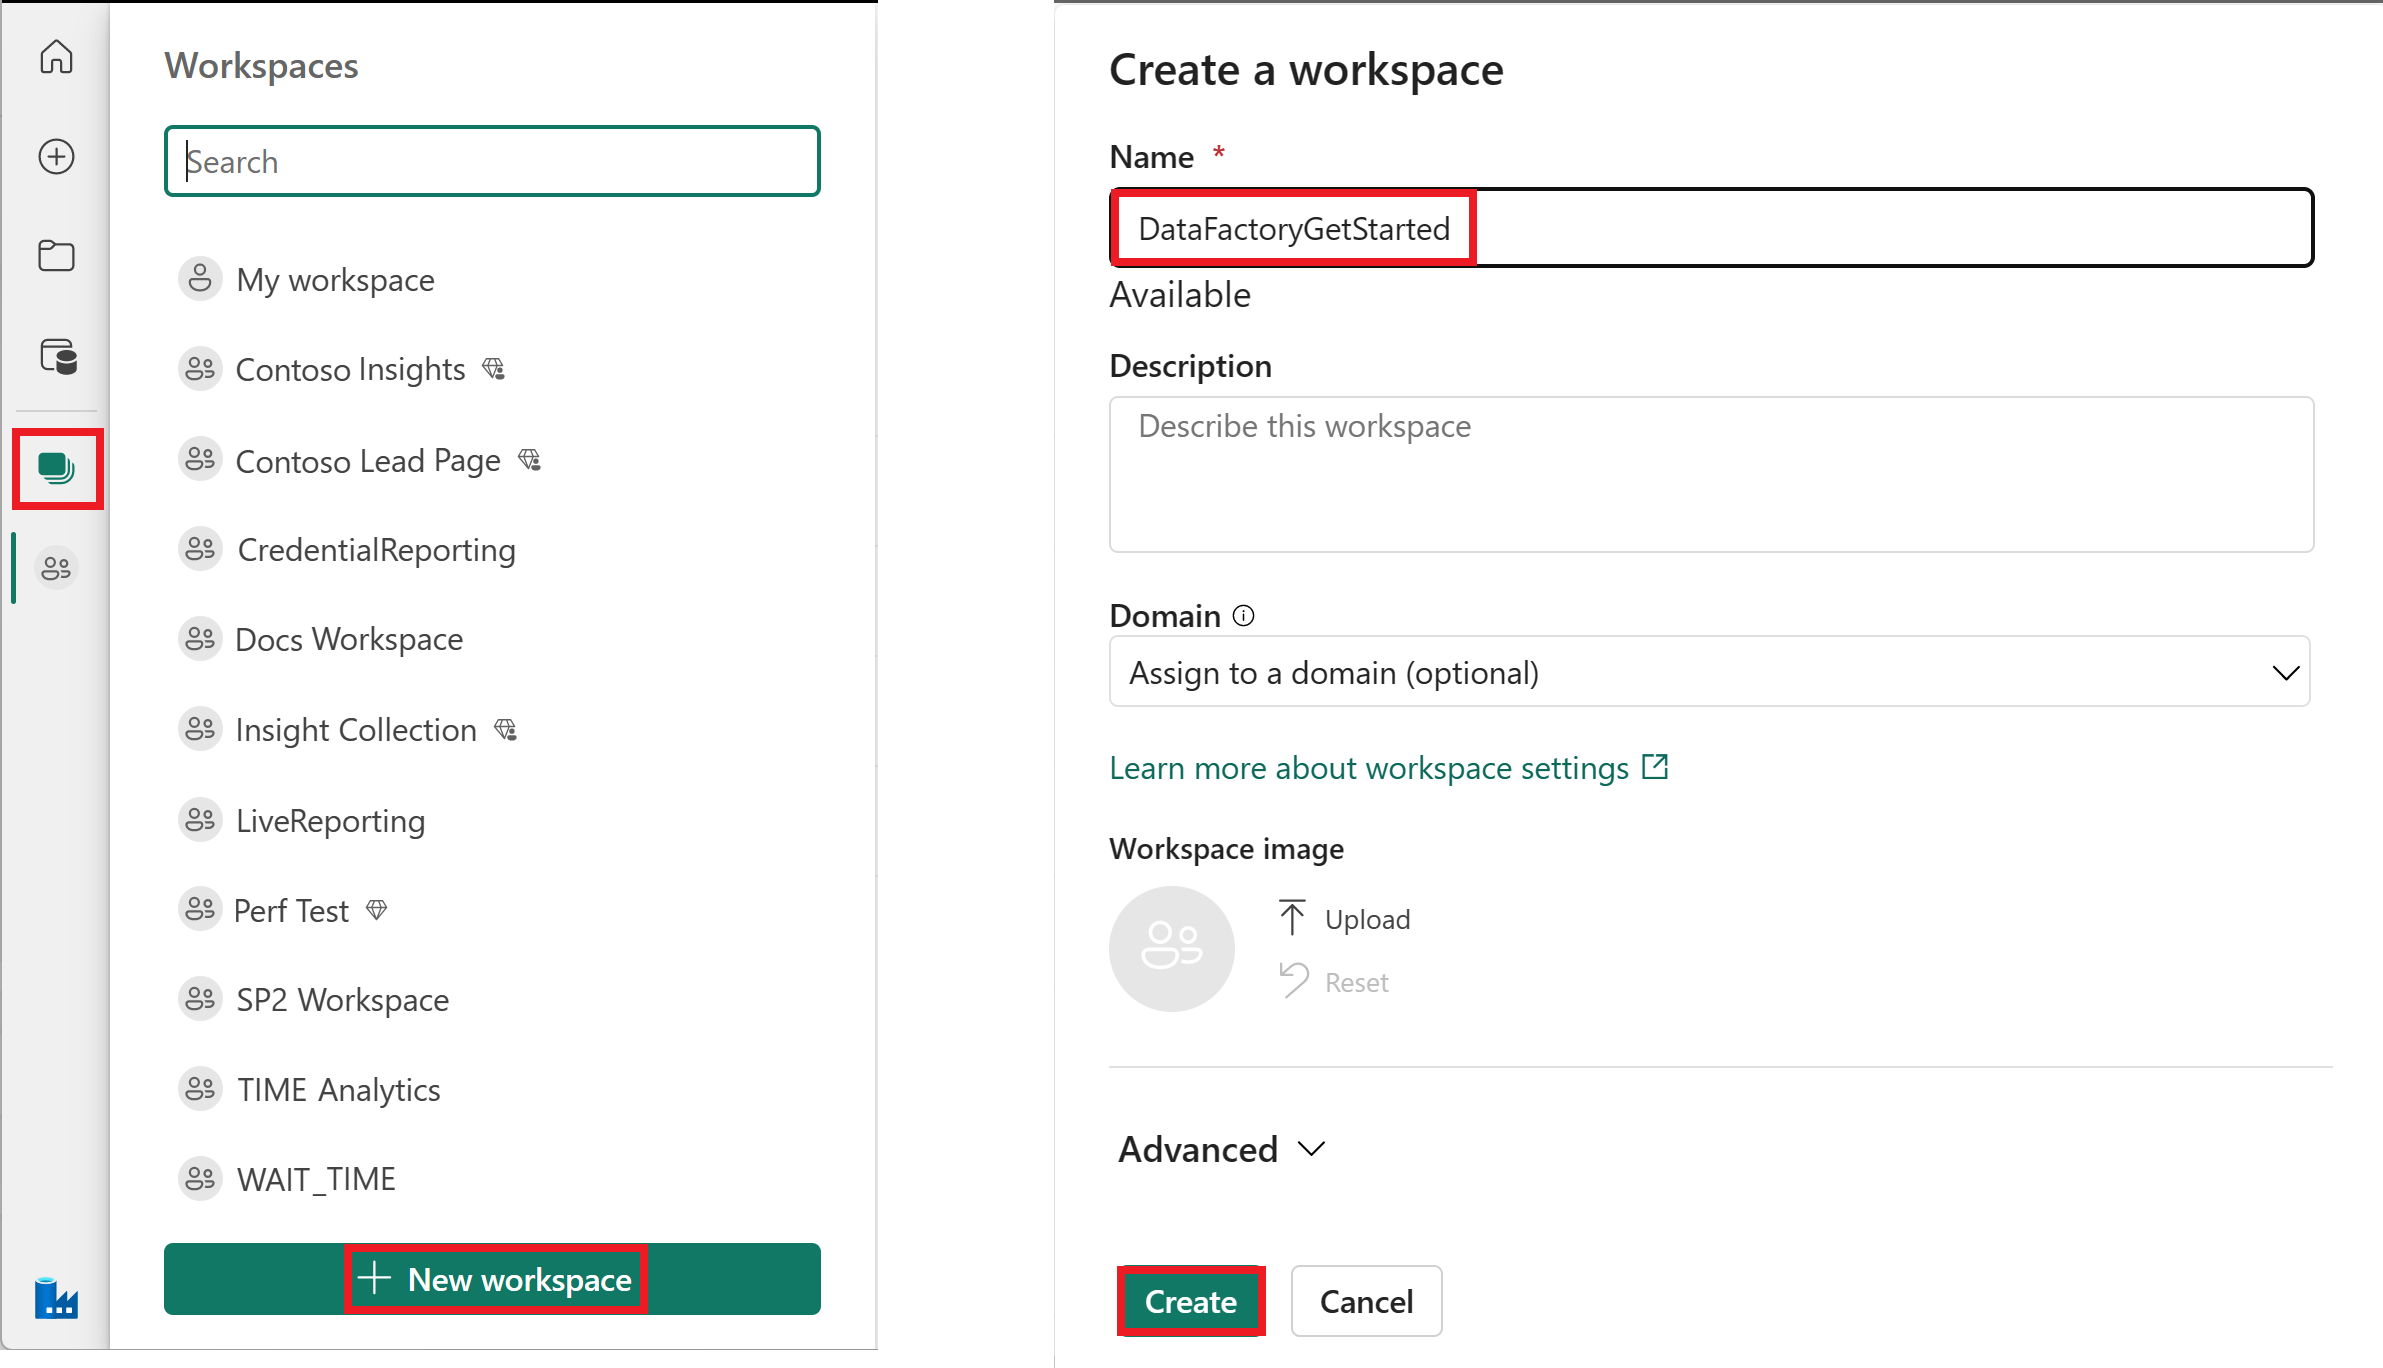 Workspaces
Search
My workspace
Contoso Insights
Contoso Lead Page
CredentialReporting
Docs Workspace
Insight Collection
LiveReporting
Perf Test
SP2 Workspace
TIME Analytics
WAIT_TIME
New workspace
Create a workspace
Name *
DataFactoryGetStarted
Available
Description
Describe this workspace
Domain
Assign to a domain (optional)
Learn more about workspace settings
Workspace image
Upload
Reset
Advanced
Create
Cancel